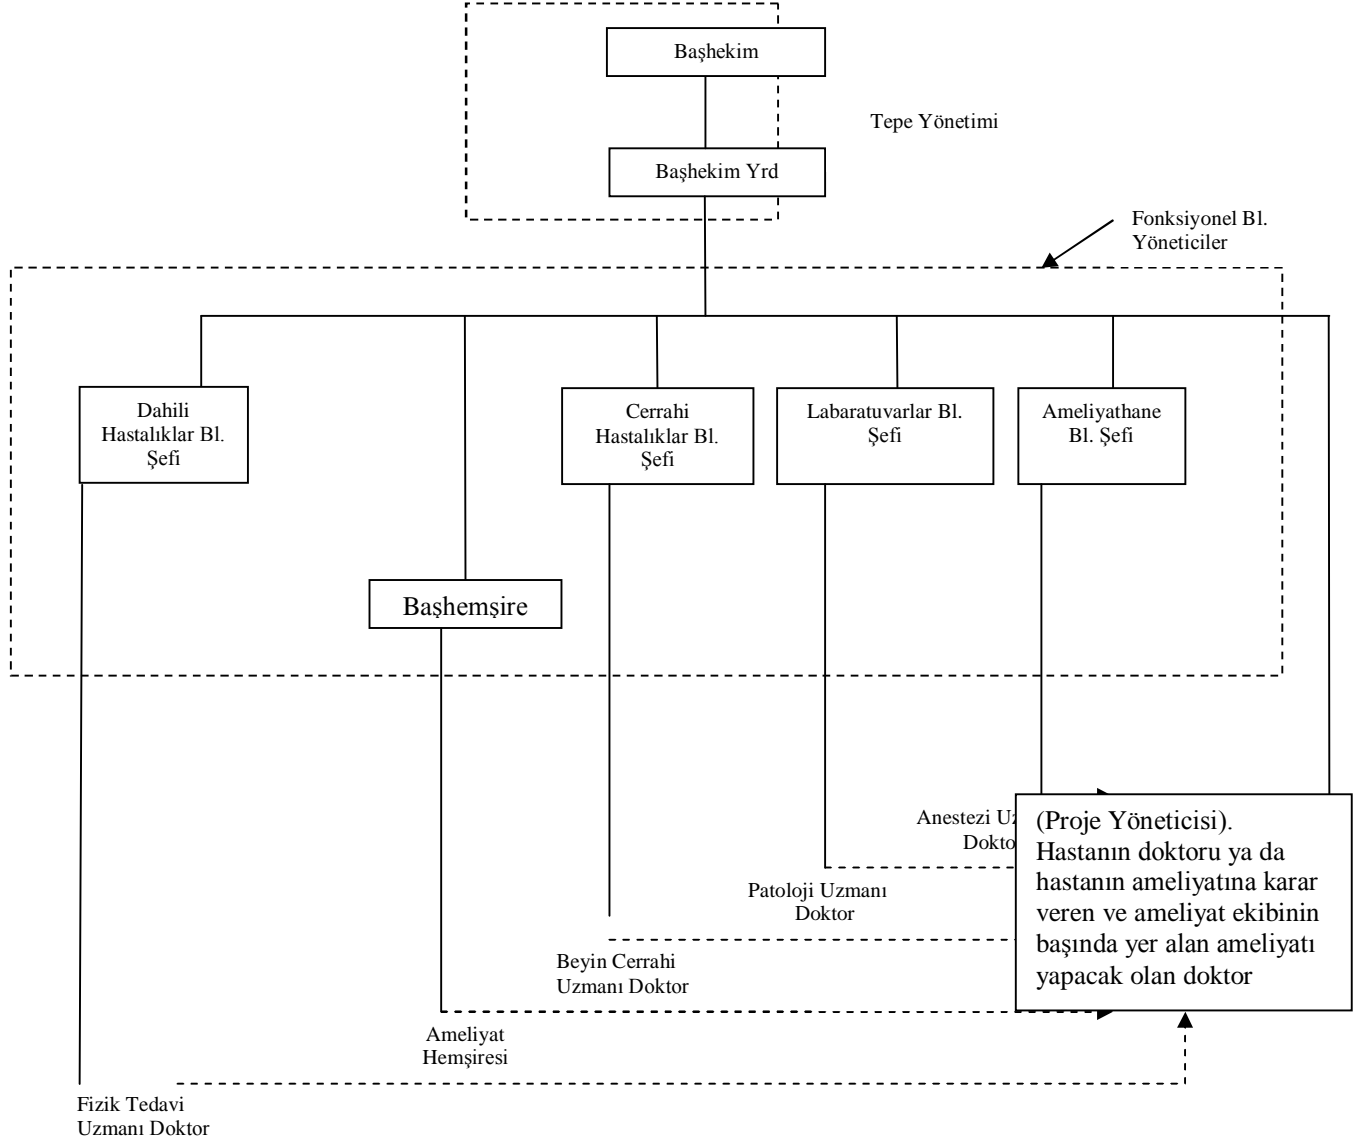 Başhekim
Tepe Yönetimi
Başhekim Yrd
Fonksiyonel Bl.
Yöneticiler
Dahili
Hastalıklar Bl.
Şefi
Cerrahi
Hastalıklar Bl.
Şefi
Labaratuvarlar Bl.
Şefi
Ameliyathane
Bl. Şefi
Başhemşire
Anestezi
(Proje Yöneticisi).
Hastanın doktoru ya da
hastanın ameliyatına karar
veren ve ameliyat ekibinin
başında yer alan ameliyatı
yapacak olan doktor
Patoloji Uzmanı
Doktor
Beyin Cerrahi
Uzmanı Doktor
Ameliyat
Hemşiresi
Fizik Tedavi
Uzmanı Doktor